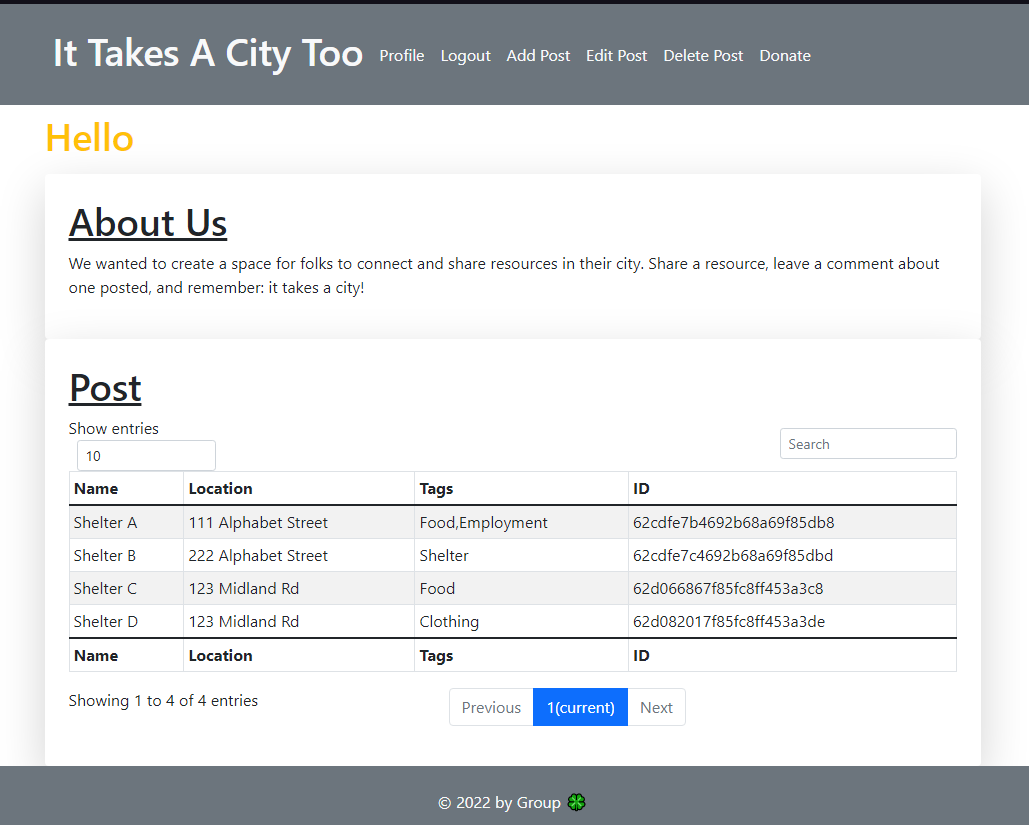 It Takes A City Too Profile Logout Add Post Edit Post Delete Post Donate
Hello
About Us
We wanted to create a space for folks to connect and share resources in their city. Share a resource, leave a comment about
one posted, and remember: it takes a city!
Post
Show entries
10
Search
Name Location Tags ID
Shelter A 111 Alphabet Street Food,Employment 62cdfe7b4692b68a69f85db8
Shelter B 222 Alphabet Street Shelter 62cdfe7c4692b68a69f85dbd
Shelter C 123 Midland Rd Food 62d066867f85fc8ff453a3c8
Shelter D 123 Midland Rd Clothing 62d082017f85fc8ff453a3de
Name Location Tags ID
Showing 1 to 4 of 4 entries
Previous 1(current) Next
© 2022 by Group 🍀